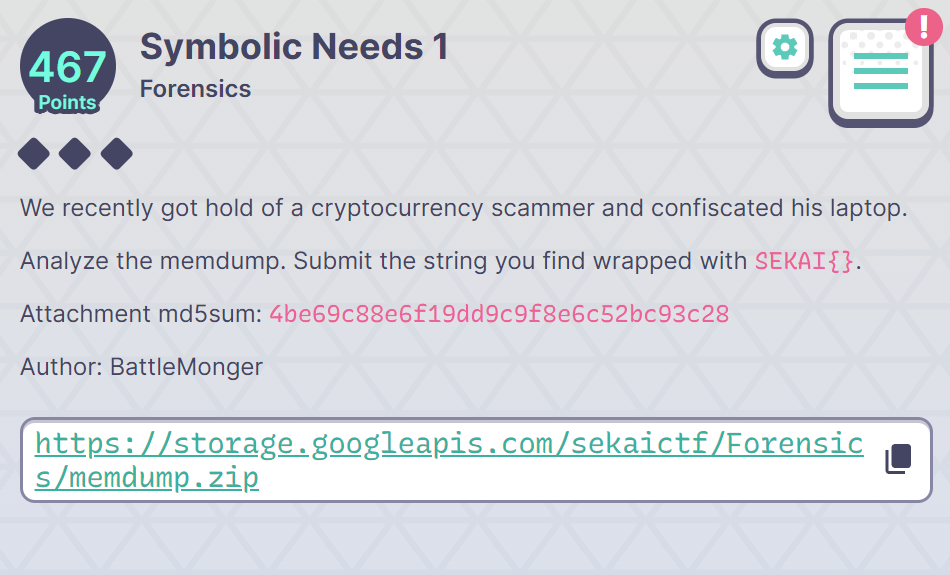 467
Points
Symbolic Needs 1
Forensics
!
We recently got hold of a cryptocurrency scammer and confiscated his laptop.
Analyze the memdump. Submit the string you find wrapped with SEKAI{}.
Attachment md5sum: 4be69c88e6f19dd9c9f8e6c52bc93c28
Author: BattleMonger
https://storage.googleapis.com/sekaictf/Forensic
s/memdump.zip